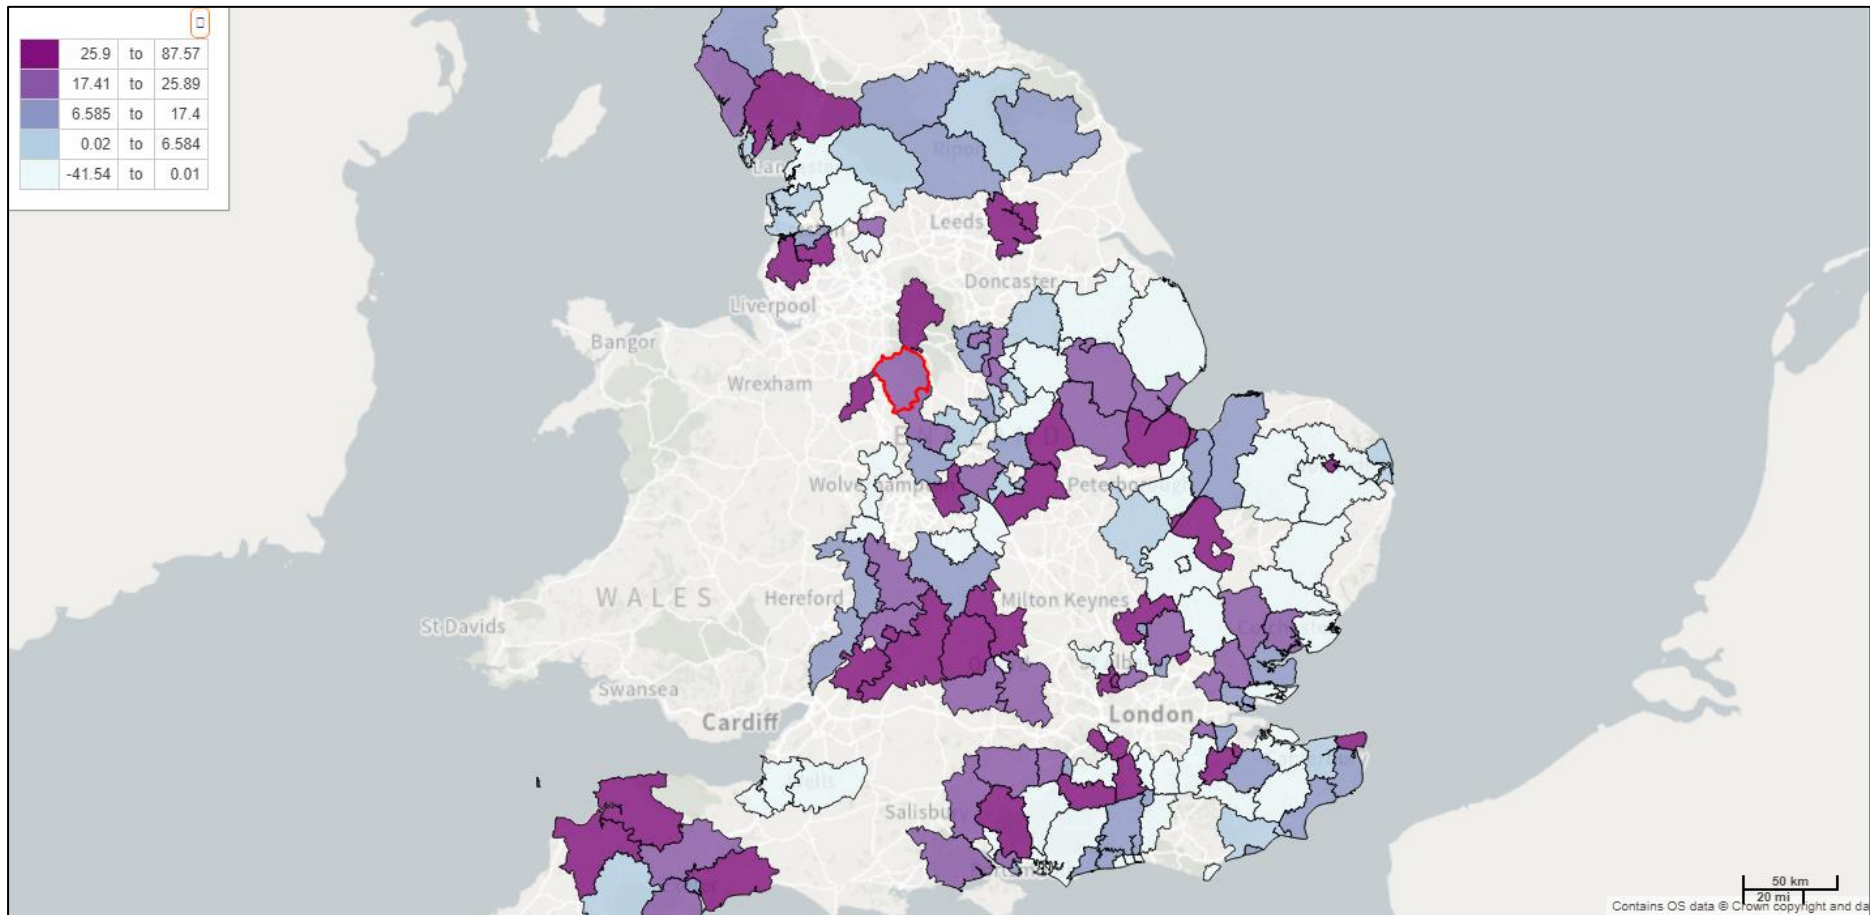 25.9 to 87.57
17.41 to 25.89
6.585 to 17.4
0.02 to 6.584
-41.54 to 0.01
Ripon
Leeds
Doncaster
Liverpool
Bangor
Wrexham
WALES
Hereford
Milton Keynes
St Davids
Swansea
Cardiff
London
Salisbury
50 km
20 mi
Contains OS data © Crown copyright and da